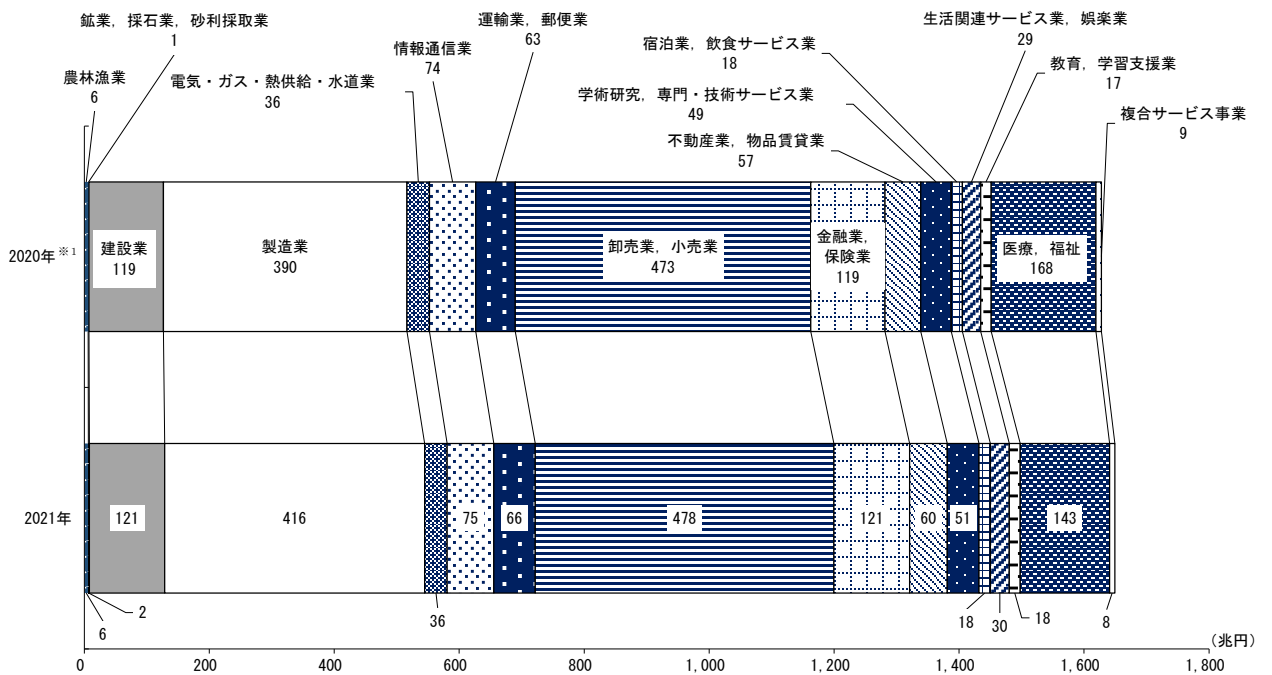 鉱業，採石業，砂利採取業
1
農林漁業
6
電気・ガス・熱供給・水道業
36
情報通信業
74
運輸業，郵便業
63
宿泊業，飲食サービス業
18
学術研究，専門・技術サービス業
49
不動産業，物品賃貸業
57
生活関連サービス業，娯楽業
29
教育，学習支援業
17
複合サービス事業
9
2020年※1
建設業
119
製造業
390
卸売業，小売業
473
金融業，
保険業
119
医療，福祉
168
2021年
121
416
75
66
478
121
60
51
143
6
2
36
18
30
18
8
（兆円）
0
200
400
600
800
1,000
1,200
1,400
1,600
1,800